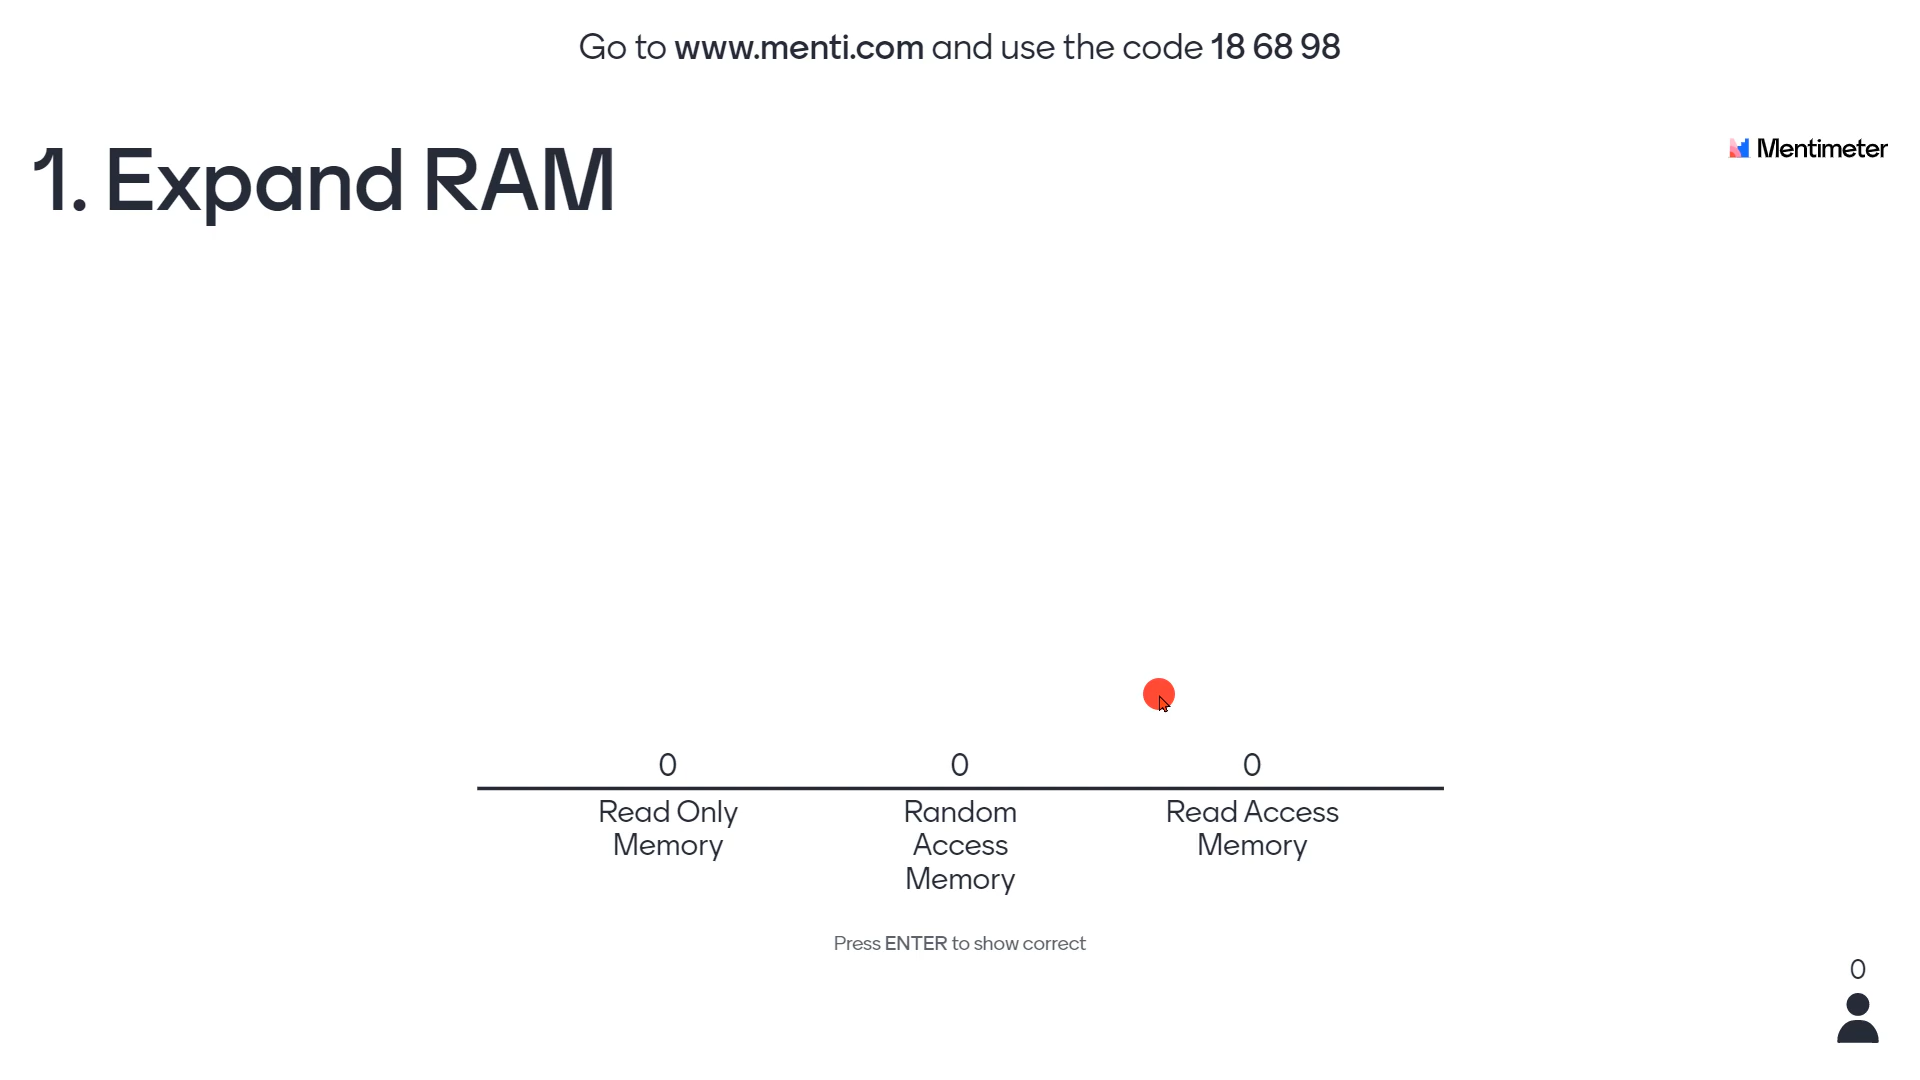 Go to www.menti.com and use the code 18 68 98
1. Expand RAM
Mentimeter
0
0
0
Read Only
Memory
Random
Access
Memory
Read Access
Memory
Press ENTER to show correct
0